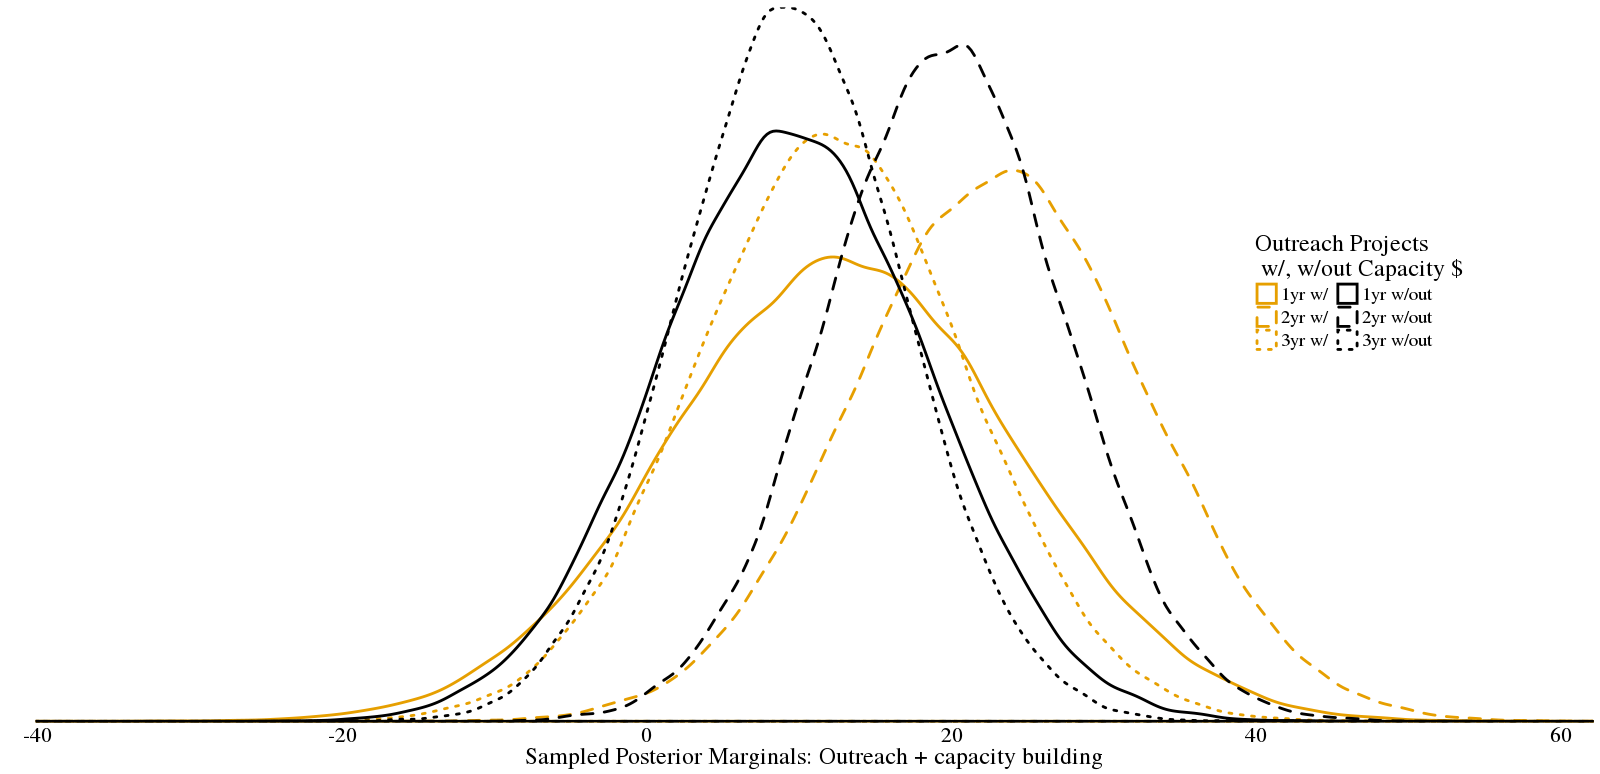 Outreach Projects
w/, w/out Capacity $
1yr w/ 1yr w/out
2yr w/ 2yr w/out
3yr w/ 3yr w/out
-40 -20 0 20 40 60
Sampled Posterior Marginals: Outreach + capacity building